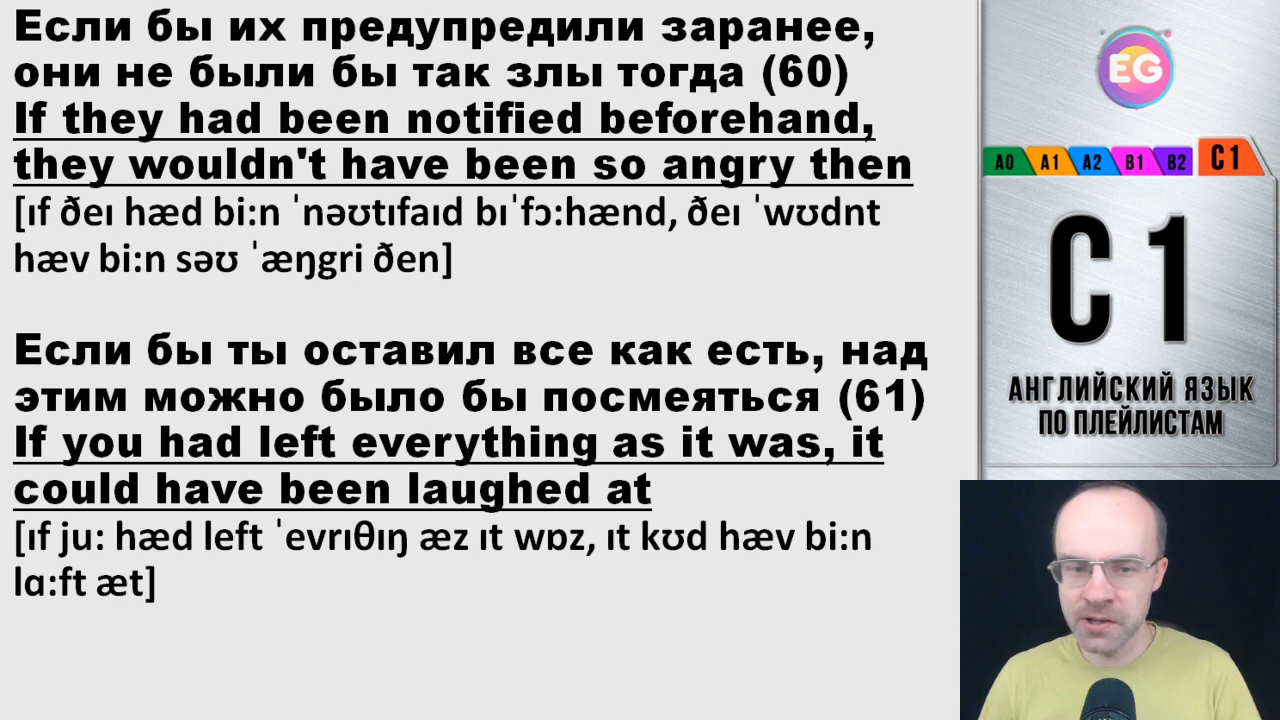 Если бы их предупредили заранее,
они не были бы так злы тогда (60)
If they had been notified beforehand,
they wouldn't have been so angry then
[ɪf ðeɪ hæd bi:n ˈnəʊtɪfaɪd bɪˈfɔ:hænd, ðeɪ ˈwʊdnt
hæv bi:n səʊ ˈæŋgri ðen]
Если бы ты оставил все как есть, над
этим можно было бы посмеяться (61)
If you had left everything as it was, it
could have been laughed at
[ɪf ju: hæd left ˈevrɪθɪŋ æz ɪt wɒz, ɪt kʊd hæv bi:n
lɑ:ft æt]
EG
A0 A1 A2 B1 B2 C1
C1
АНГЛИЙСКИЙ ЯЗЫК
ПО ПЛЕЙЛИСТАМ